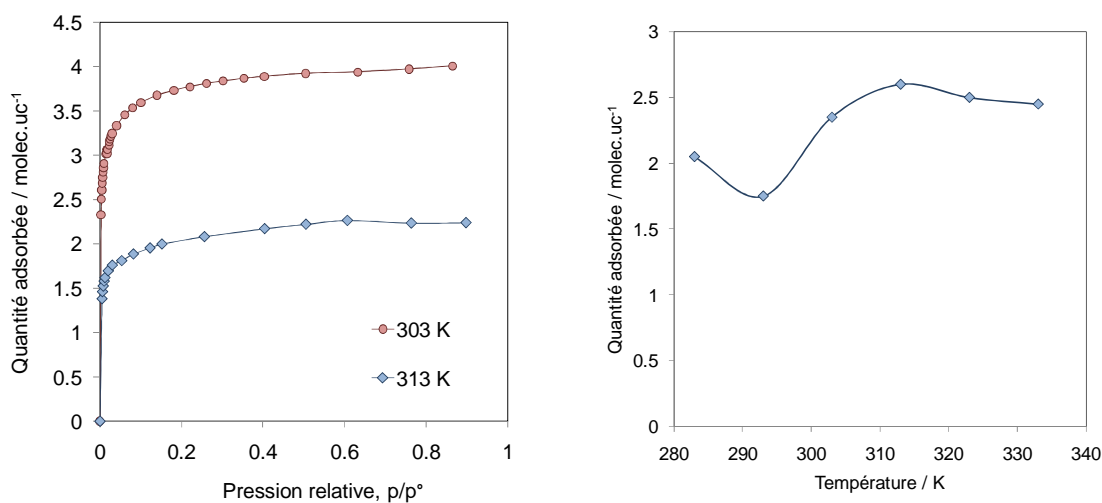 Quantité adsorbée / molec.uc⁻¹
4.5
4
3.5
3
2.5
2
1.5
1
0.5
0
303 K
313 K
0 0.2 0.4 0.6 0.8 1
Pression relative, p/p°
Quantité adsorbée / molec.uc⁻¹
3
2.5
2
1.5
1
0.5
0
280 290 300 310 320 330 340
Température / K